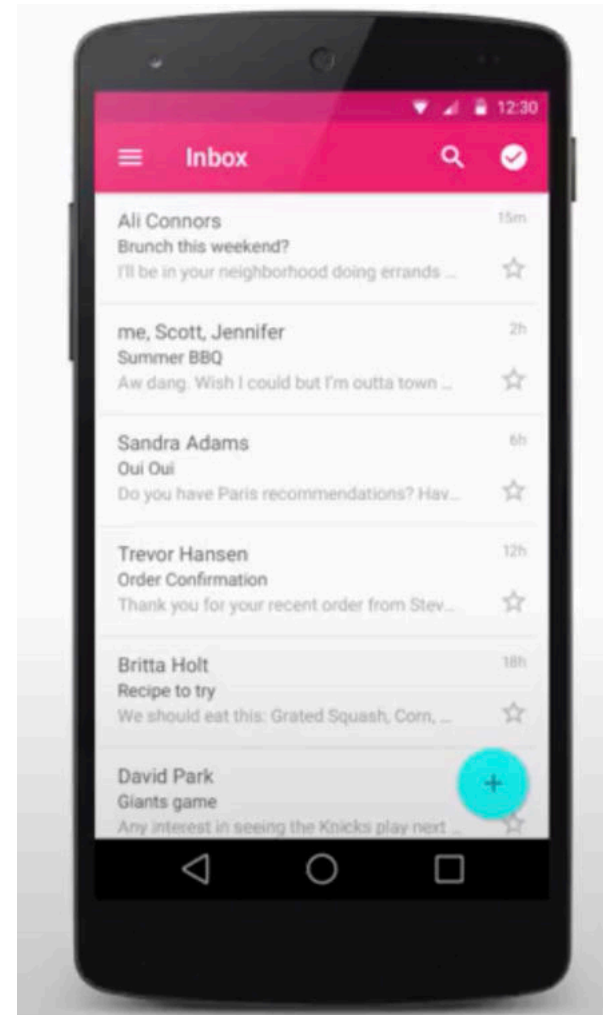 12:30
Inbox
Ali Connors
15m
Brunch this weekend?
I'll be in your neighborhood doing errands ...
me, Scott, Jennifer
2h
Summer BBQ
Aw dang. Wish I could but I'm outta town ...
Sandra Adams
6h
Oui Oui
Do you have Paris recommendations? Hav...
Trevor Hansen
12h
Order Confirmation
Thank you for your recent order from Stev...
Britta Holt
18h
Recipe to try
We should eat this: Grated Squash, Corn, ...
David Park
Giants game
Any interest in seeing the Knicks play next ...